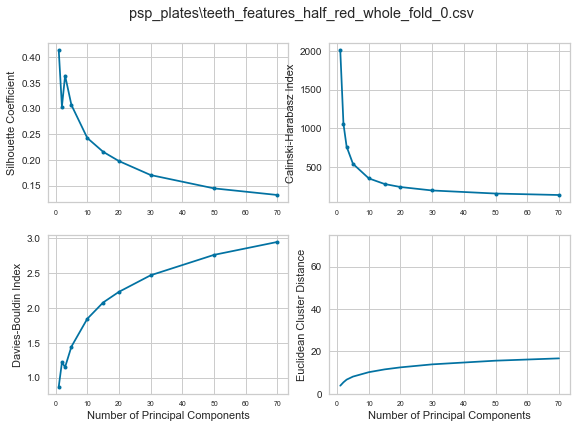 psp_plates\teeth_features_half_red_whole_fold_0.csv
Silhouette Coefficient
0.40
0.35
0.30
0.25
0.20
0.15
0 10 20 30 40 50 60 70
Calinski-Harabasz Index
2000
1500
1000
500
0 10 20 30 40 50 60 70
Davies-Bouldin Index
3.0
2.5
2.0
1.5
1.0
0 10 20 30 40 50 60 70
Number of Principal Components
Euclidean Cluster Distance
60
40
20
0
0 10 20 30 40 50 60 70
Number of Principal Components